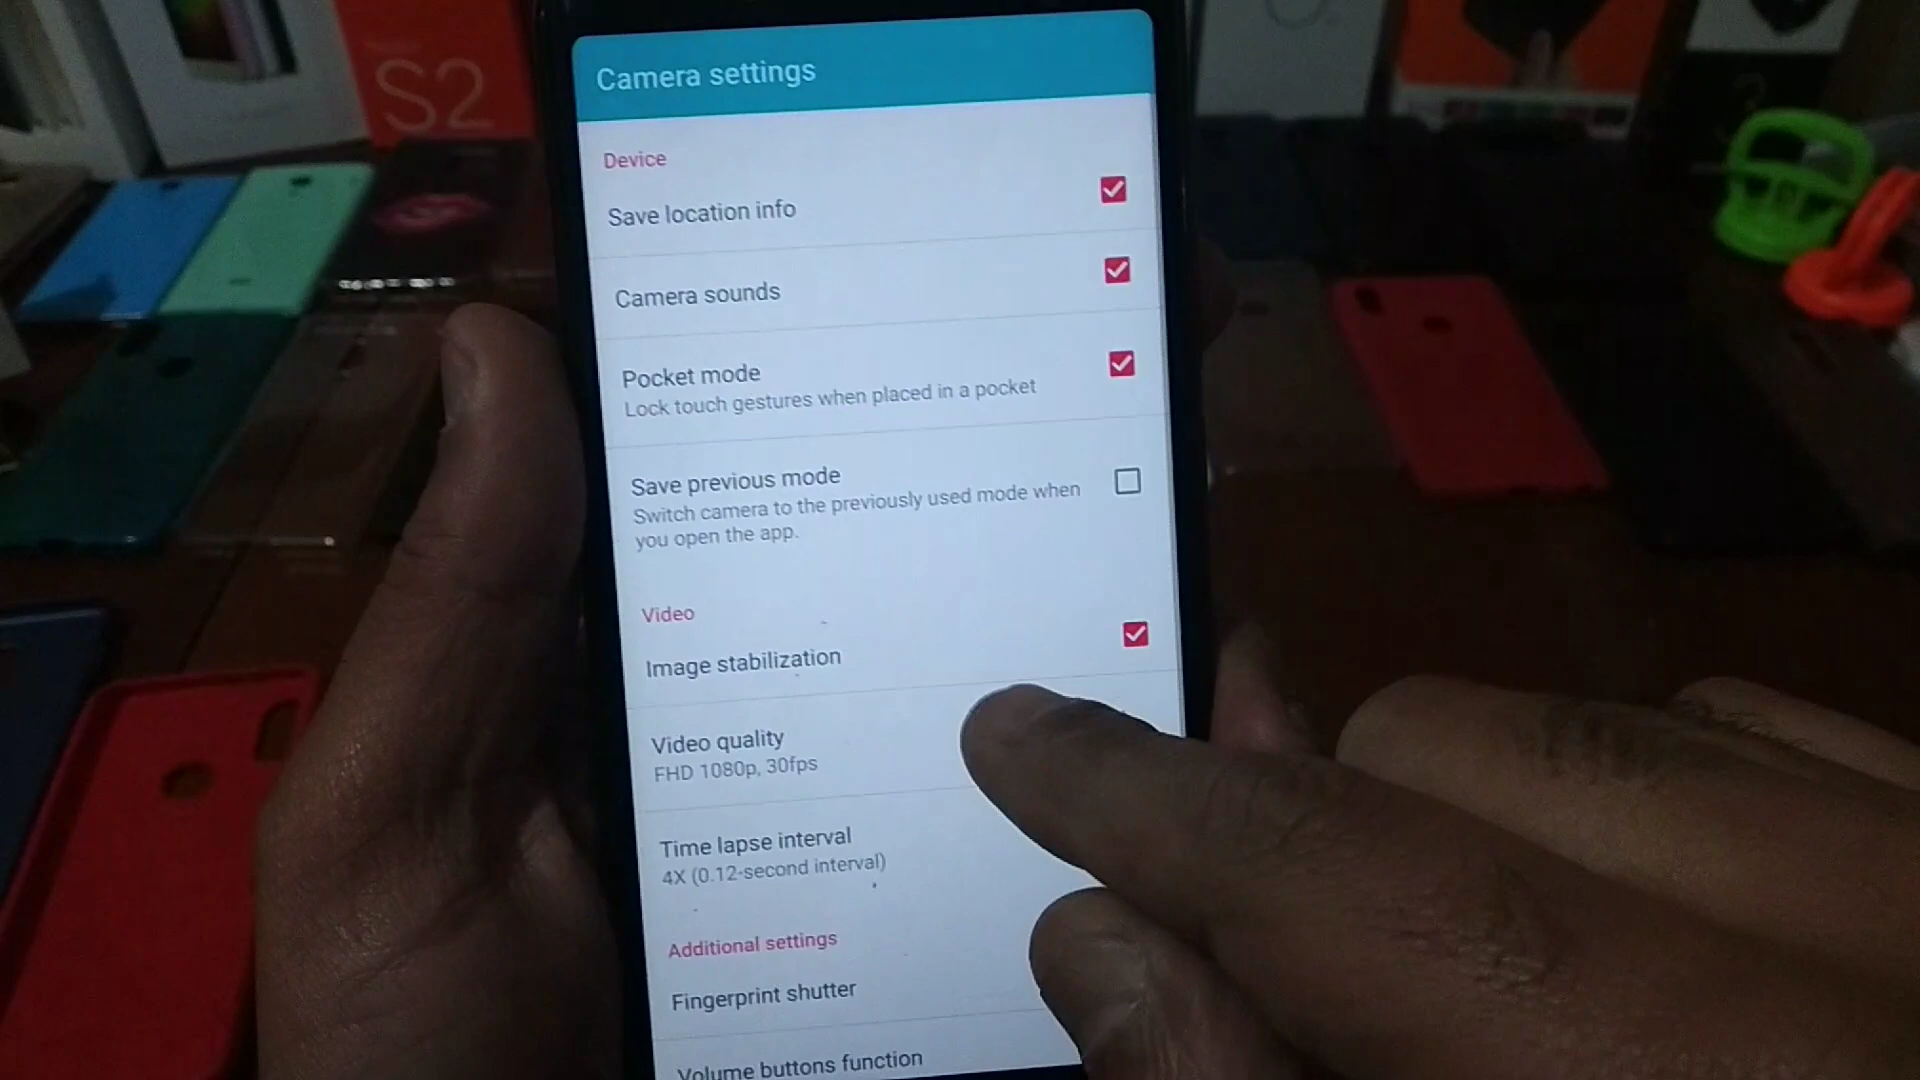 S2
Camera settings
Device
Save location info
Camera sounds
Pocket mode
Lock touch gestures when placed in a pocket
Save previous mode
Switch camera to the previously used mode when
you open the app.
Video
Image stabilization
Video quality
FHD 1080p, 30fps
Time lapse interval
4X (0.12-second interval)
Additional settings
Fingerprint shutter
Volume buttons function